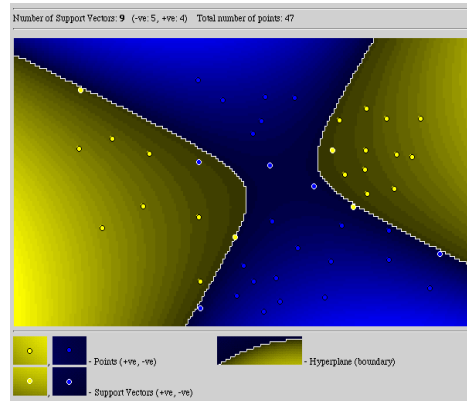 Number of Support Vectors: 9 (-ve: 5, +ve: 4) Total number of points: 47
, - Points (+ve, -ve) - Hyperplane (boundary)
, - Support Vectors (+ve, -ve)